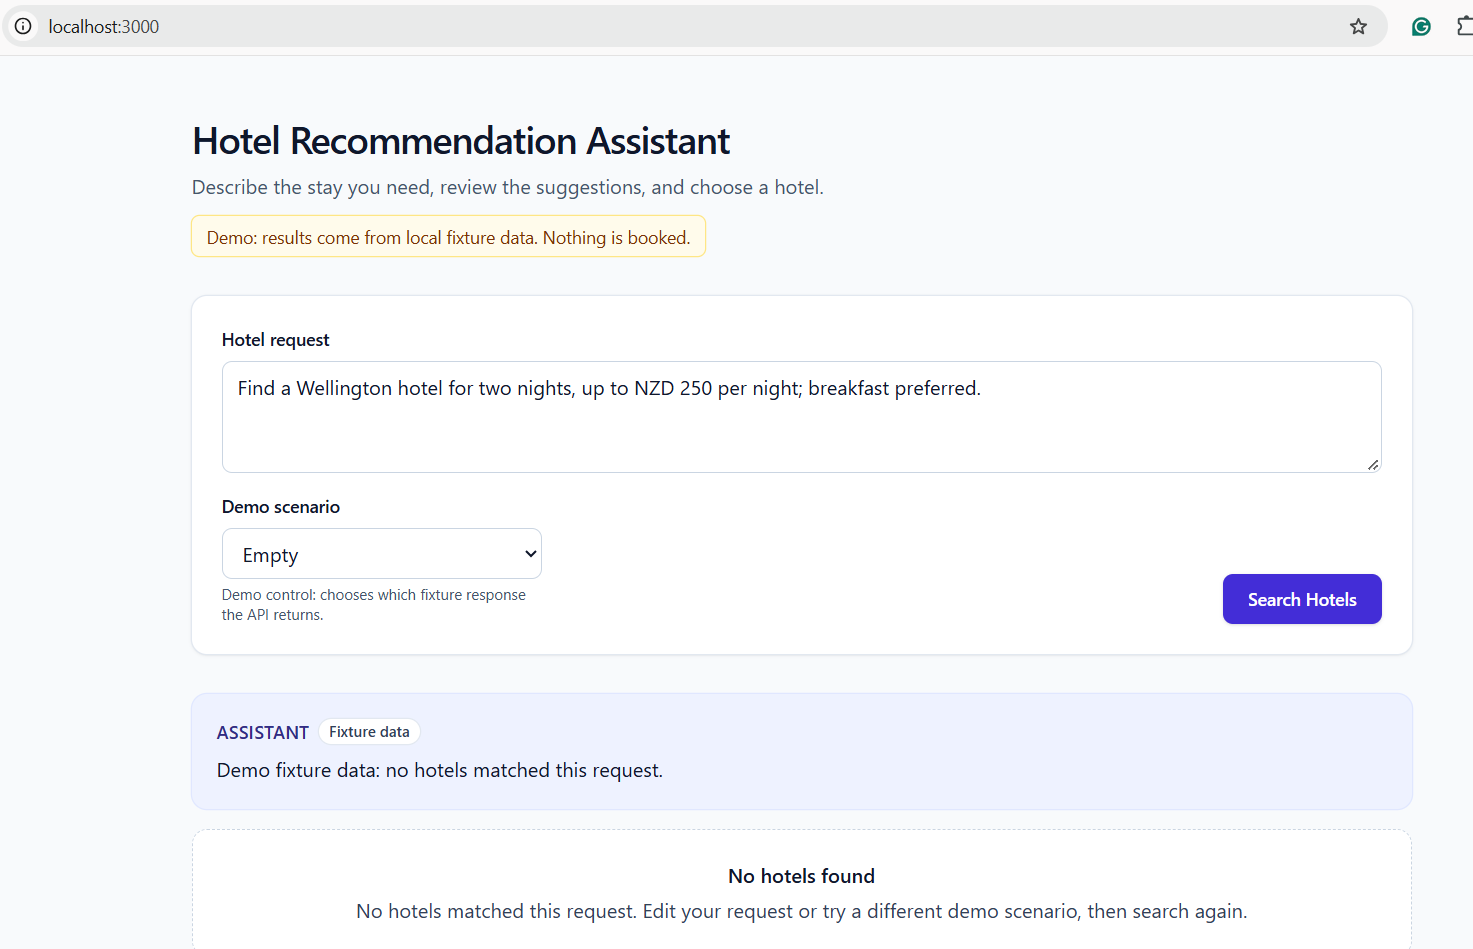 localhost:3000
Hotel Recommendation Assistant
Describe the stay you need, review the suggestions, and choose a hotel.
Demo: results come from local fixture data. Nothing is booked.
Hotel request
Find a Wellington hotel for two nights, up to NZD 250 per night; breakfast preferred.
Demo scenario
Empty
Demo control: chooses which fixture response
the API returns.
Search Hotels
ASSISTANT Fixture data
Demo fixture data: no hotels matched this request.
No hotels found
No hotels matched this request. Edit your request or try a different demo scenario, then search again.